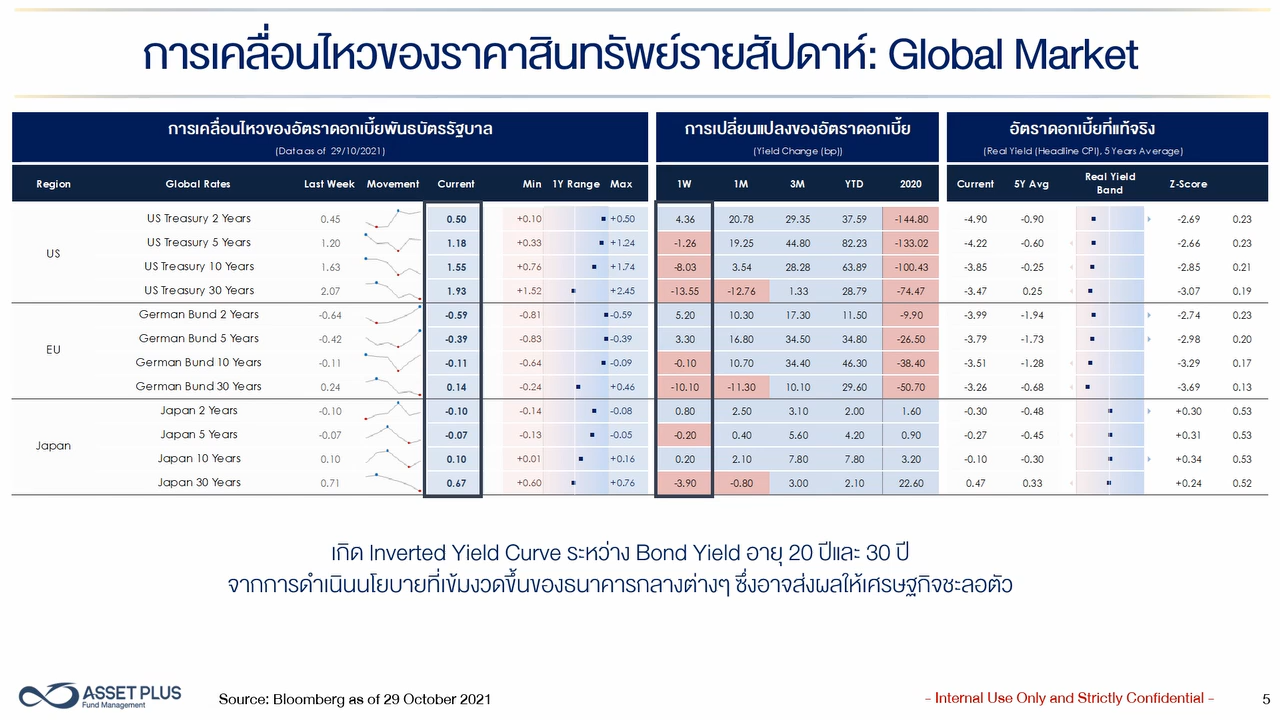 การเคลื่อนไหวของราคาสินทรัพย์รายสัปดาห์: Global Market
การเคลื่อนไหวของอัตราดอกเบี้ยพันธบัตรรัฐบาล
(Data as of 29/10/2021)
การเปลี่ยนแปลงของอัตราดอกเบี้ย
(Yield Change (bp))
อัตราดอกเบี้ยที่แท้จริง
(Real Yield (Headline CPI), 5 Years Average)
Region Global Rates Last Week Movement Current Min 1Y Range Max 1W 1M 3M YTD 2020 Current 5Y Avg Real Yield Band Z-Score
US
US Treasury 2 Years 0.45 0.50 +0.10 +0.50 4.36 20.78 29.35 37.59 -144.80 -4.90 -0.90 -2.69 0.23
US Treasury 5 Years 1.20 1.18 +0.33 +1.24 -1.26 19.25 44.80 82.23 -133.02 -4.22 -0.60 -2.66 0.23
US Treasury 10 Years 1.63 1.55 +0.76 +1.74 -8.03 3.54 28.28 63.89 -100.43 -3.85 -0.25 -2.85 0.21
US Treasury 30 Years 2.07 1.93 +1.52 +2.45 -13.55 -12.76 1.33 28.79 -74.47 -3.47 0.25 -3.07 0.19
EU
German Bund 2 Years -0.64 -0.59 -0.81 -0.59 5.20 10.30 17.30 11.50 -9.90 -3.99 -1.94 -2.74 0.23
German Bund 5 Years -0.42 -0.39 -0.83 -0.39 3.30 16.80 34.50 34.80 -26.50 -3.79 -1.73 -2.98 0.20
German Bund 10 Years -0.11 -0.11 -0.64 -0.09 -0.10 10.70 34.40 46.30 -38.40 -3.51 -1.28 -3.29 0.17
German Bund 30 Years 0.24 0.14 -0.24 +0.46 -10.10 -11.30 10.10 29.60 -50.70 -3.26 -0.68 -3.69 0.13
Japan
Japan 2 Years -0.10 -0.10 -0.14 -0.08 0.80 2.50 3.10 2.00 1.60 -0.30 -0.48 +0.30 0.53
Japan 5 Years -0.07 -0.07 -0.13 -0.05 -0.20 0.40 5.60 4.20 0.90 -0.27 -0.45 +0.31 0.53
Japan 10 Years 0.10 0.10 +0.01 +0.16 0.20 2.10 7.80 7.80 3.20 -0.10 -0.30 +0.34 0.53
Japan 30 Years 0.71 0.67 +0.60 +0.76 -3.90 -0.80 3.00 2.10 22.60 0.47 0.33 +0.24 0.52
เกิด Inverted Yield Curve ระหว่าง Bond Yield อายุ 20 ปีและ 30 ปี
จากการดำเนินนโยบายที่เข้มงวดขึ้นของธนาคารกลางต่างๆ ซึ่งอาจส่งผลให้เศรษฐกิจชะลอตัว
ASSET PLUS
Fund Management
Source: Bloomberg as of 29 October 2021
- Internal Use Only and Strictly Confidential -
5